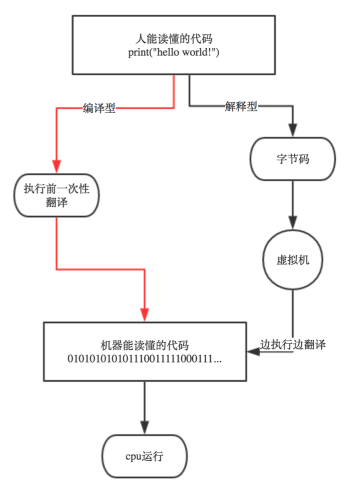 人能读懂的代码
print("hello world!")
编译型
解释型
执行前一次性
翻译
字节码
虚拟机
边执行边翻译
机器能读懂的代码
0101010101011100111110001111...
cpu运行